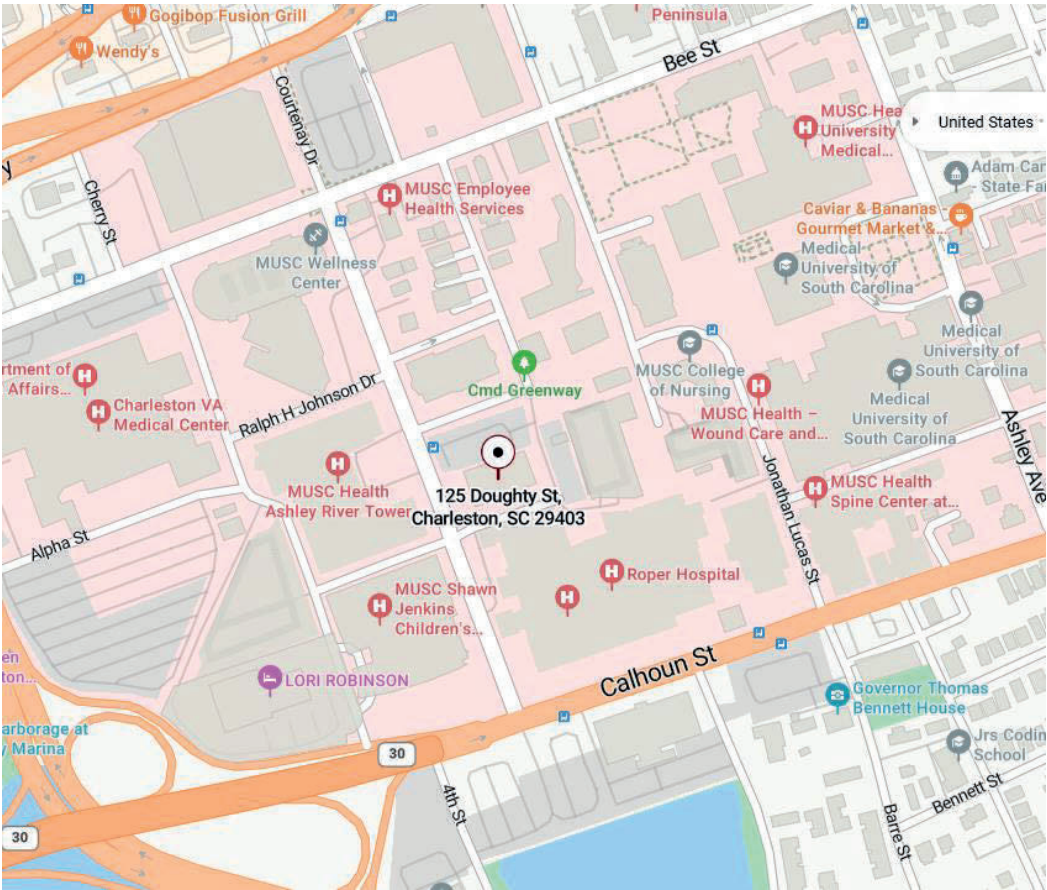 Gogibop Fusion Grill
Wendy's
Peninsula
Bee St
Courtenay Dr
MUSC Hea
University
Medical...
United States
Adam Car
- State Far
Cherry St
MUSC Employee
Health Services
Caviar & Bananas -
Gourmet Market &...
MUSC Wellness
Center
Medical
University of
South Carolina
Medical
University of
South Carolina
rtment of
Affairs...
Charleston VA
Medical Center
Ralph H Johnson Dr
Cmd Greenway
MUSC College
of Nursing
MUSC Health –
Wound Care and...
Medical
University of
South Carolina
Ashley Ave
MUSC Health
Ashley River Tower
125 Doughty St,
Charleston, SC 29403
Jonathan Lucas St
MUSC Health
Spine Center at...
Alpha St
MUSC Shawn
Jenkins
Children's...
Roper Hospital
en
ton...
LORI ROBINSON
Calhoun St
Governor Thomas
Bennett House
arborage at
y Marina
30
Jrs Codin
School
4th St
Barre St
Bennett St
30